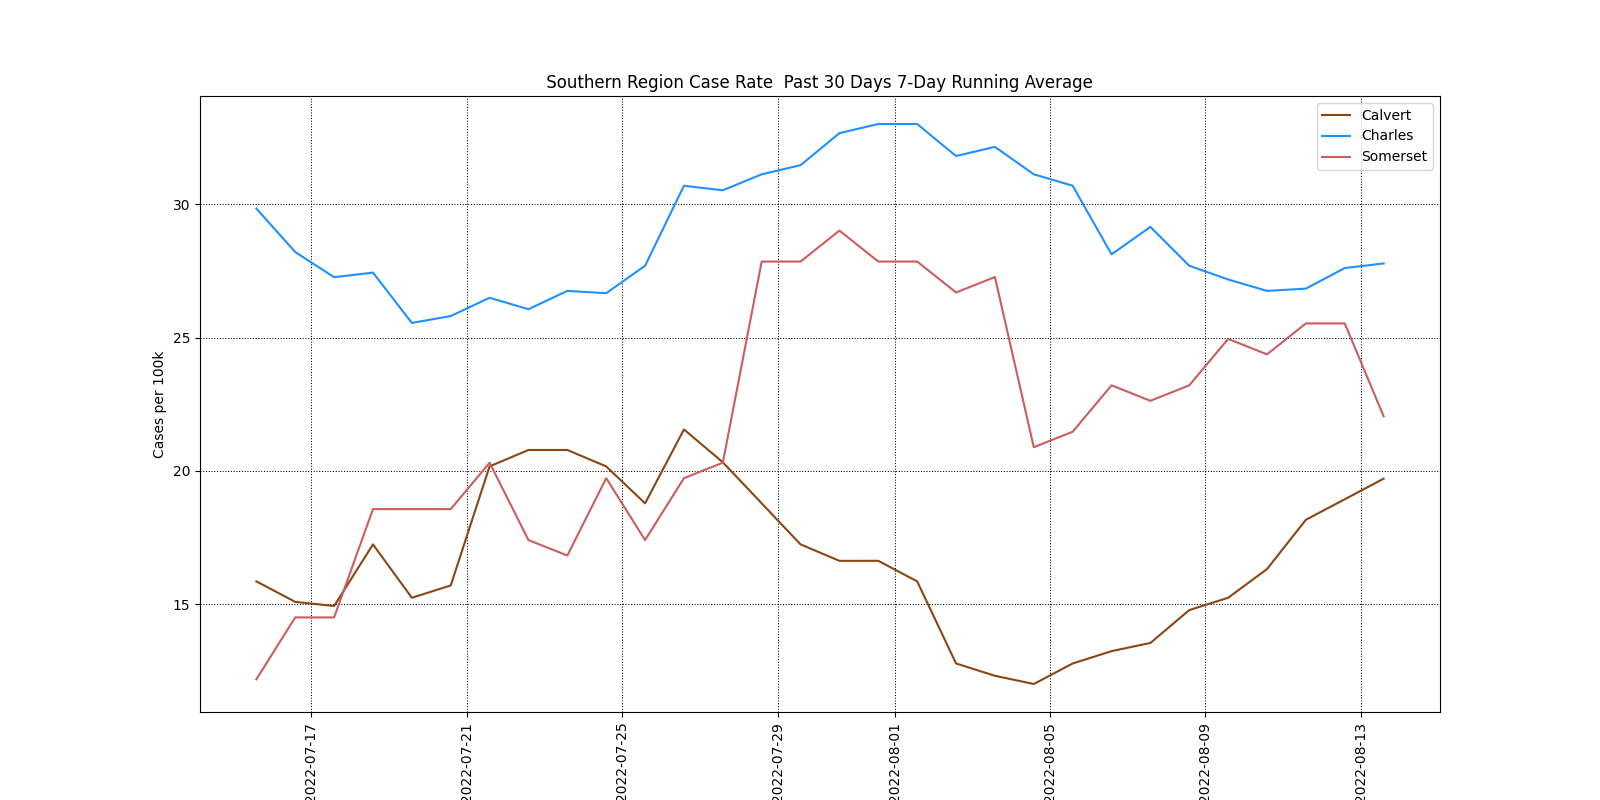 Southern Region Case Rate  Past 30 Days 7-Day Running Average
Calvert
Charles
Somerset
30
25
20
15
Cases per 100k
2022-07-17
2022-07-21
2022-07-25
2022-07-29
2022-08-01
2022-08-05
2022-08-09
2022-08-13